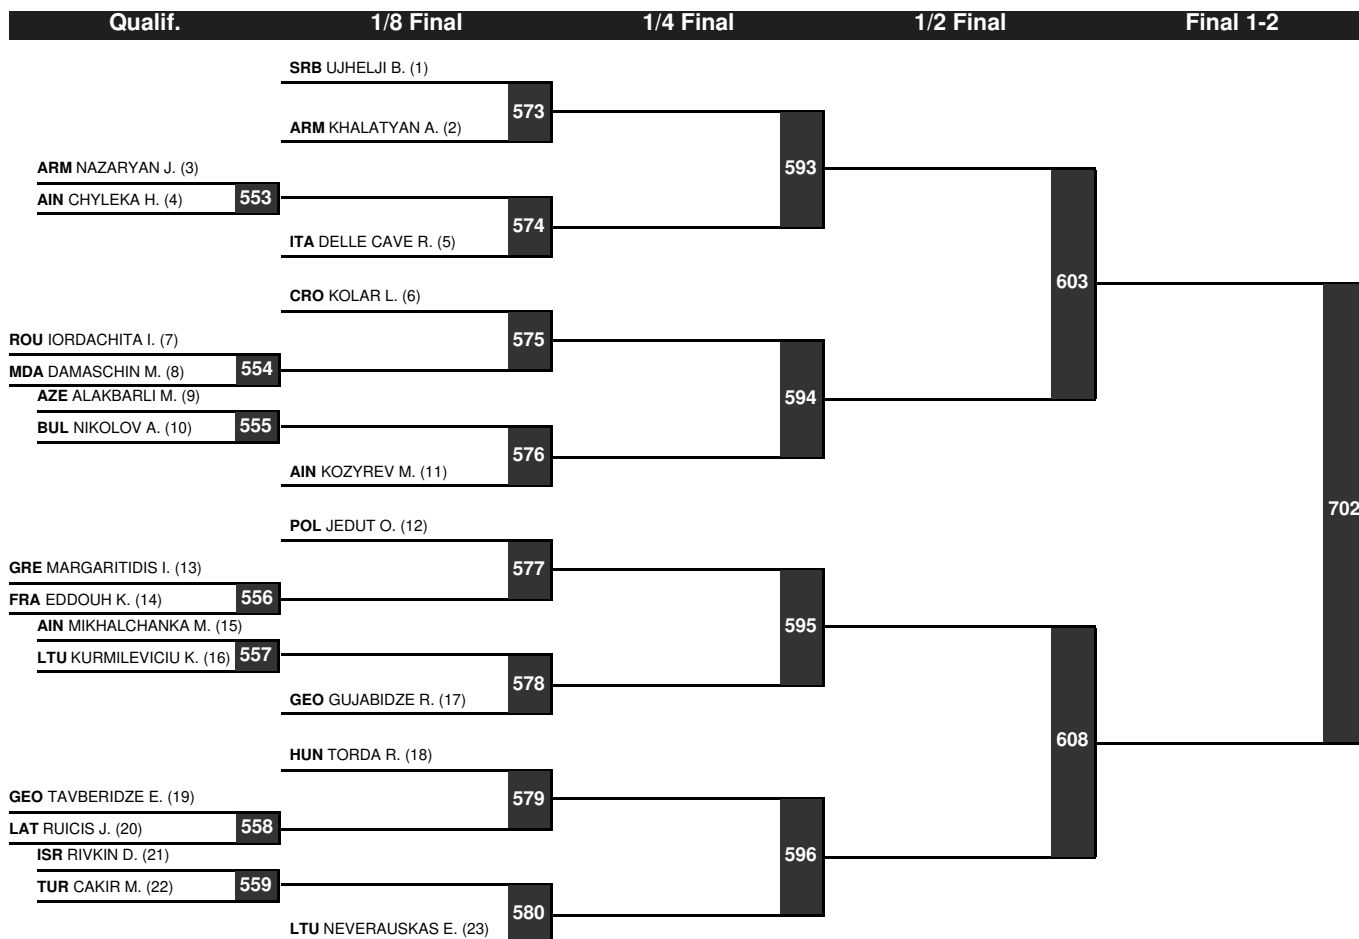 Qualif. 1/8 Final 1/4 Final 1/2 Final Final 1-2
SRB UJHELJI B. (1)
573
ARM KHALATYAN A. (2)
ARM NAZARYAN J. (3)
593
AIN CHYLEKA H. (4) 553
574
ITA DELLE CAVE R. (5)
603
CRO KOLAR L. (6)
ROU IORDACHITA I. (7)
575
MDA DAMASCHIN M. (8) 554
AZE ALAKBARLI M. (9)
594
BUL NIKOLOV A. (10) 555
576
AIN KOZYREV M. (11)
702
POL JEDUT O. (12)
GRE MARGARITIDIS I. (13)
577
FRA EDDOUH K. (14) 556
AIN MIKHALCHANKA M. (15)
595
LTU KURMILEVICIU K. (16) 557
578
GEO GUJABIDZE R. (17)
608
HUN TORDA R. (18)
GEO TAVBERIDZE E. (19)
579
LAT RUICIS J. (20) 558
ISR RIVKIN D. (21)
596
TUR CAKIR M. (22) 559
580
LTU NEVERAUSKAS E. (23)